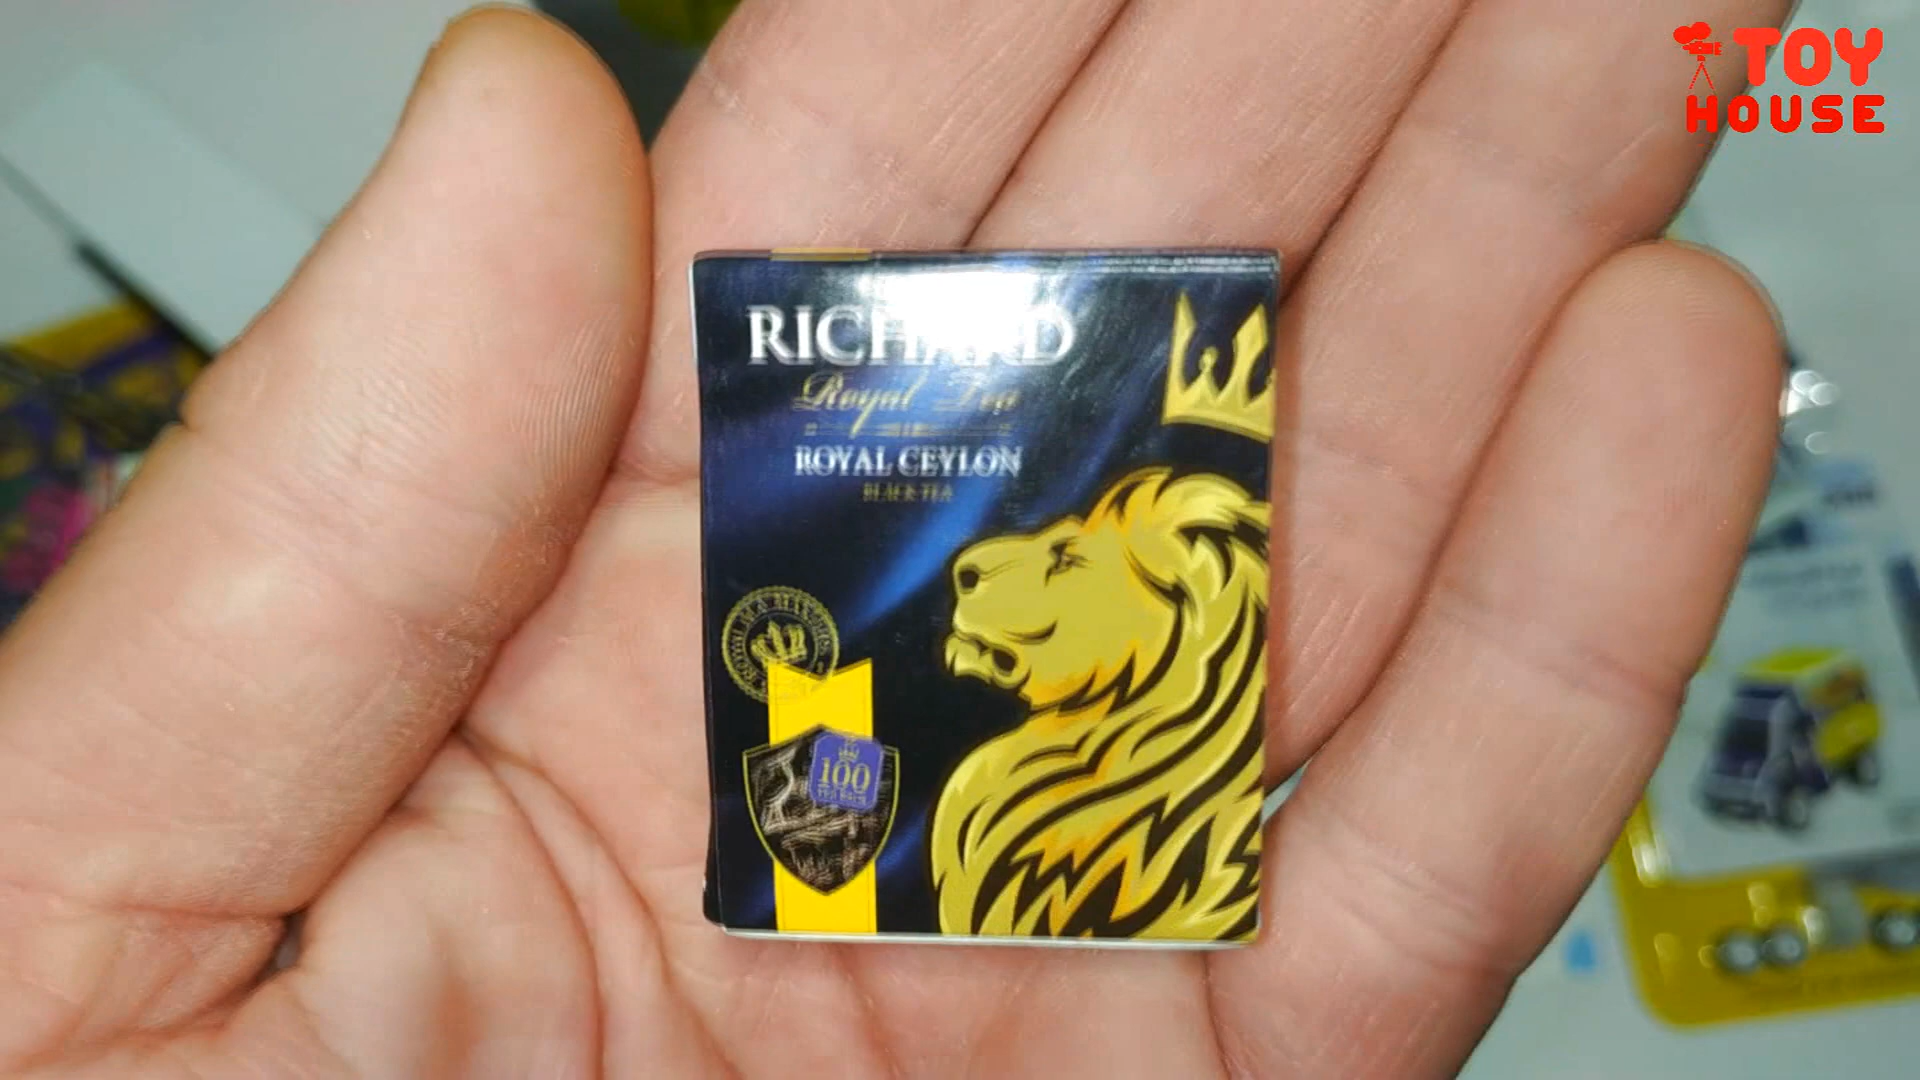 TOY
HOUSE
RICHARD
Royal Tea
ROYAL CEYLON
BLACK TEA
100